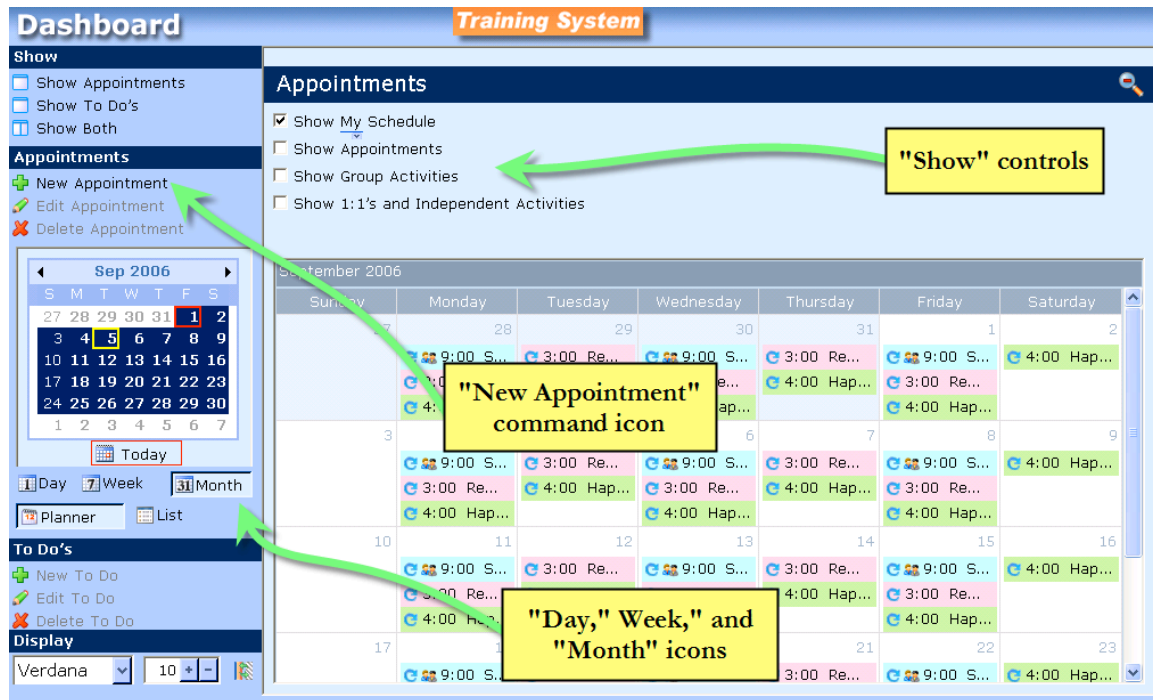 Dashboard
Training System
Show
Show Appointments
Show To Do's
Show Both
Appointments
New Appointment
Edit Appointment
Delete Appointment
Sep 2006
S M T W T F S
27 28 29 30 31 1 2
3 4 5 6 7 8 9
10 11 12 13 14 15 16
17 18 19 20 21 22 23
24 25 26 27 28 29 30
1 2 3 4 5 6 7
Today
1 Day 7 Week 31 Month
12 Planner List
To Do's
New To Do
Edit To Do
Delete To Do
Display
Verdana 10 + -
Appointments
Show My Schedule
Show Appointments
Show Group Activities
Show 1:1's and Independent Activities
"Show" controls
September 2006
Sunday Monday Tuesday Wednesday Thursday Friday Saturday
27 28 29 30 31 1 2
9:00 S... 3:00 Re... 9:00 S... 3:00 Re... 9:00 S... 4:00 Hap...
4:00 Hap... 3:00 Re...
4:00 Hap...
"New Appointment"
command icon
3 6 7 8 9
9:00 S... 3:00 Re... 9:00 S... 3:00 Re... 9:00 S... 4:00 Hap...
3:00 Re... 4:00 Hap... 3:00 Re... 4:00 Hap... 3:00 Re...
4:00 Hap... 4:00 Hap... 4:00 Hap...
10 11 12 13 14 15 16
9:00 S... 3:00 Re... 9:00 S... 3:00 Re... 9:00 S... 4:00 Hap...
3:00 Re... 4:00 Hap... 3:00 Re...
4:00 Hap... 4:00 Hap...
"Day," Week," and
"Month" icons
17 21 22 23
9:00 S... 3:00 Re... 9:00 S... 4:00 Hap...